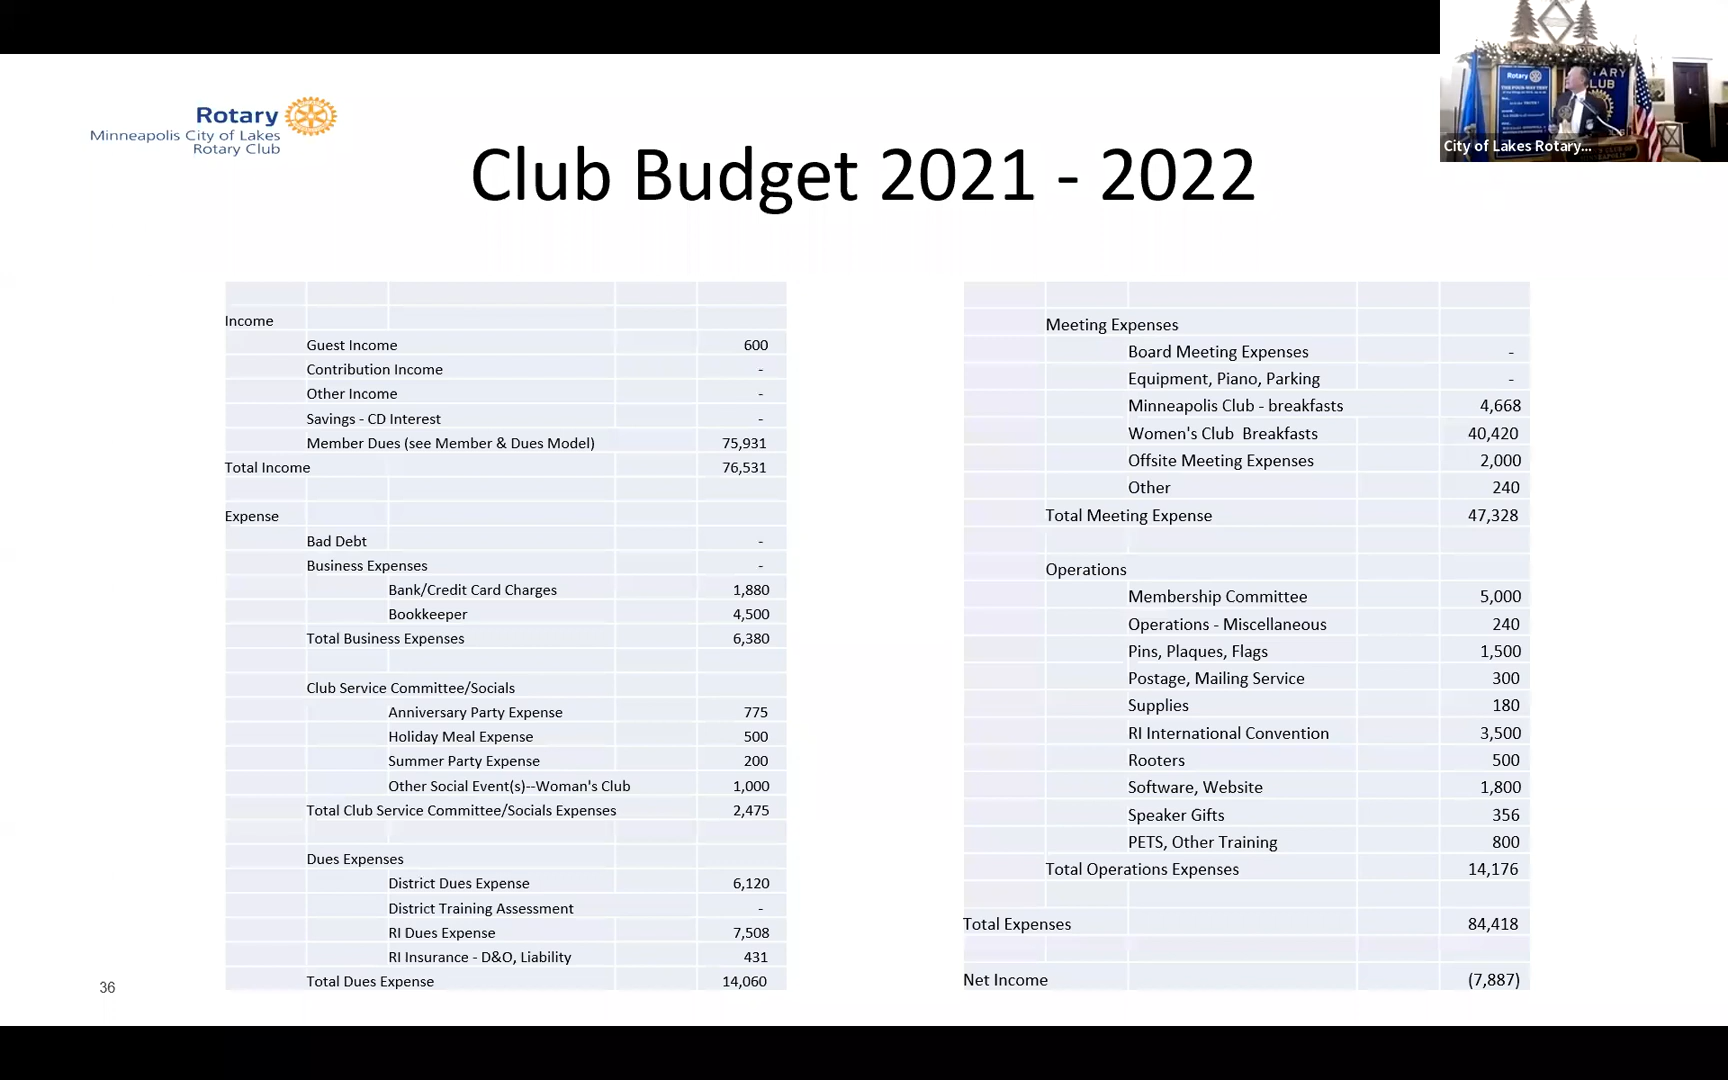 Rotary
Minneapolis City of Lakes
Rotary Club
Club Budget 2021 - 2022
City of Lakes Rotary...
Rotary
Income
Guest Income 600
Contribution Income -
Other Income -
Savings - CD Interest -
Member Dues (see Member & Dues Model) 75,931
Total Income 76,531
Expense
Bad Debt -
Business Expenses -
Bank/Credit Card Charges 1,880
Bookkeeper 4,500
Total Business Expenses 6,380
Club Service Committee/Socials
Anniversary Party Expense 775
Holiday Meal Expense 500
Summer Party Expense 200
Other Social Event(s)--Woman's Club 1,000
Total Club Service Committee/Socials Expenses 2,475
Dues Expenses
District Dues Expense 6,120
District Training Assessment -
RI Dues Expense 7,508
RI Insurance - D&O, Liability 431
Total Dues Expense 14,060
Meeting Expenses
Board Meeting Expenses -
Equipment, Piano, Parking -
Minneapolis Club - breakfasts 4,668
Women's Club Breakfasts 40,420
Offsite Meeting Expenses 2,000
Other 240
Total Meeting Expense 47,328
Operations
Membership Committee 5,000
Operations - Miscellaneous 240
Pins, Plaques, Flags 1,500
Postage, Mailing Service 300
Supplies 180
RI International Convention 3,500
Rooters 500
Software, Website 1,800
Speaker Gifts 356
PETS, Other Training 800
Total Operations Expenses 14,176
Total Expenses 84,418
Net Income (7,887)
36